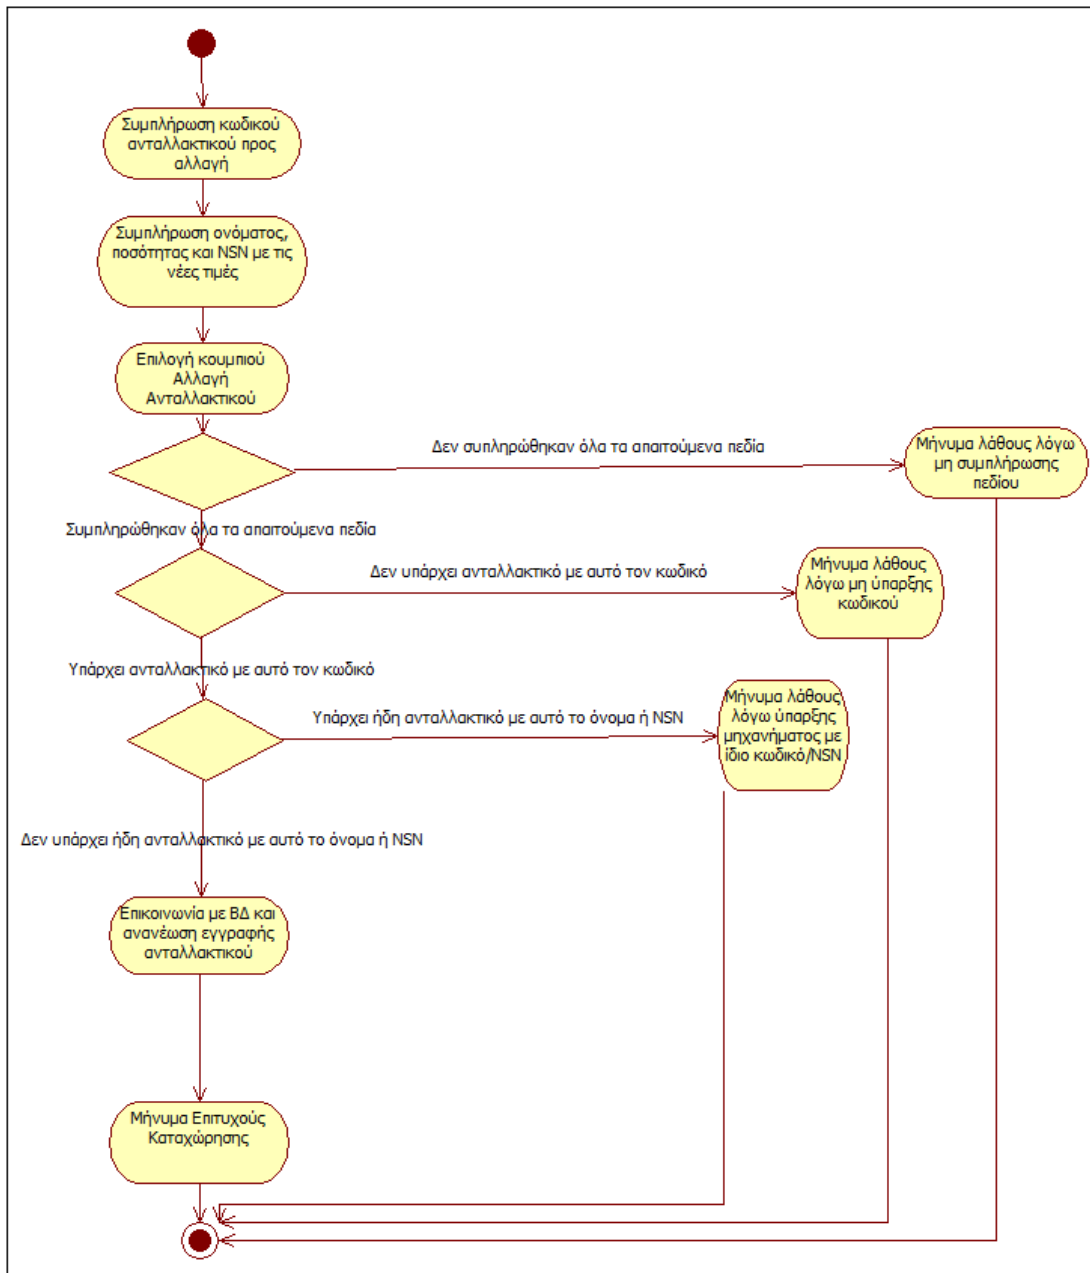 Συμπλήρωση κωδικού
ανταλλακτικού προς
αλλαγή
Συμπλήρωση ονόματος,
ποσότητας και NSN με τις
νέες τιμές
Επιλογή κουμπιού
Αλλαγή
Ανταλλακτικού
Δεν συπληρώθηκαν όλα τα απαιτούμενα πεδία
Μήνυμα λάθους λόγω
μη συμπλήρωσης
πεδίου
Συμπληρώθηκαν όλα τα απαιτούμενα πεδία
Δεν υπάρχει ανταλλακτικό με αυτό τον κωδικό
Μήνυμα λάθους
λόγω μη ύπαρξης
κωδικού
Υπάρχει ανταλλακτικό με αυτό τον κωδικό
Υπάρχει ήδη ανταλλακτικό με αυτό το όνομα ή NSN
Μήνυμα λάθους
λόγω ύπαρξης
μηχανήματος με
ίδιο κωδικό/NSN
Δεν υπάρχει ήδη ανταλλακτικό με αυτό το όνομα ή NSN
Επικοινωνία με ΒΔ και
ανανέωση εγγραφής
ανταλλακτικού
Μήνυμα Επιτυχούς
Καταχώρησης